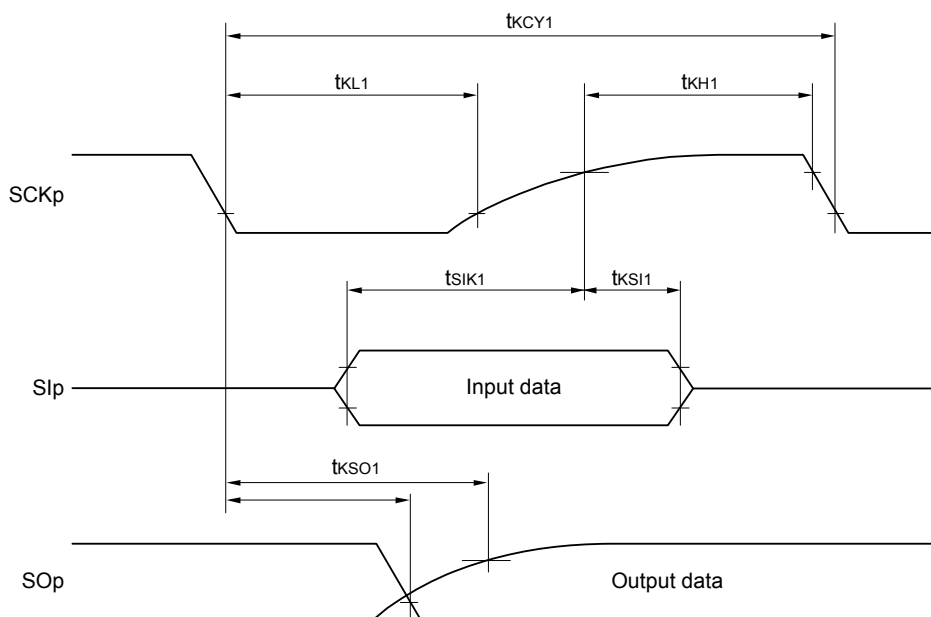 tKCY1
tKL1
tKH1
SCKp
tSIK1
tKSI1
SIp
Input data
tKSO1
SOp
Output data